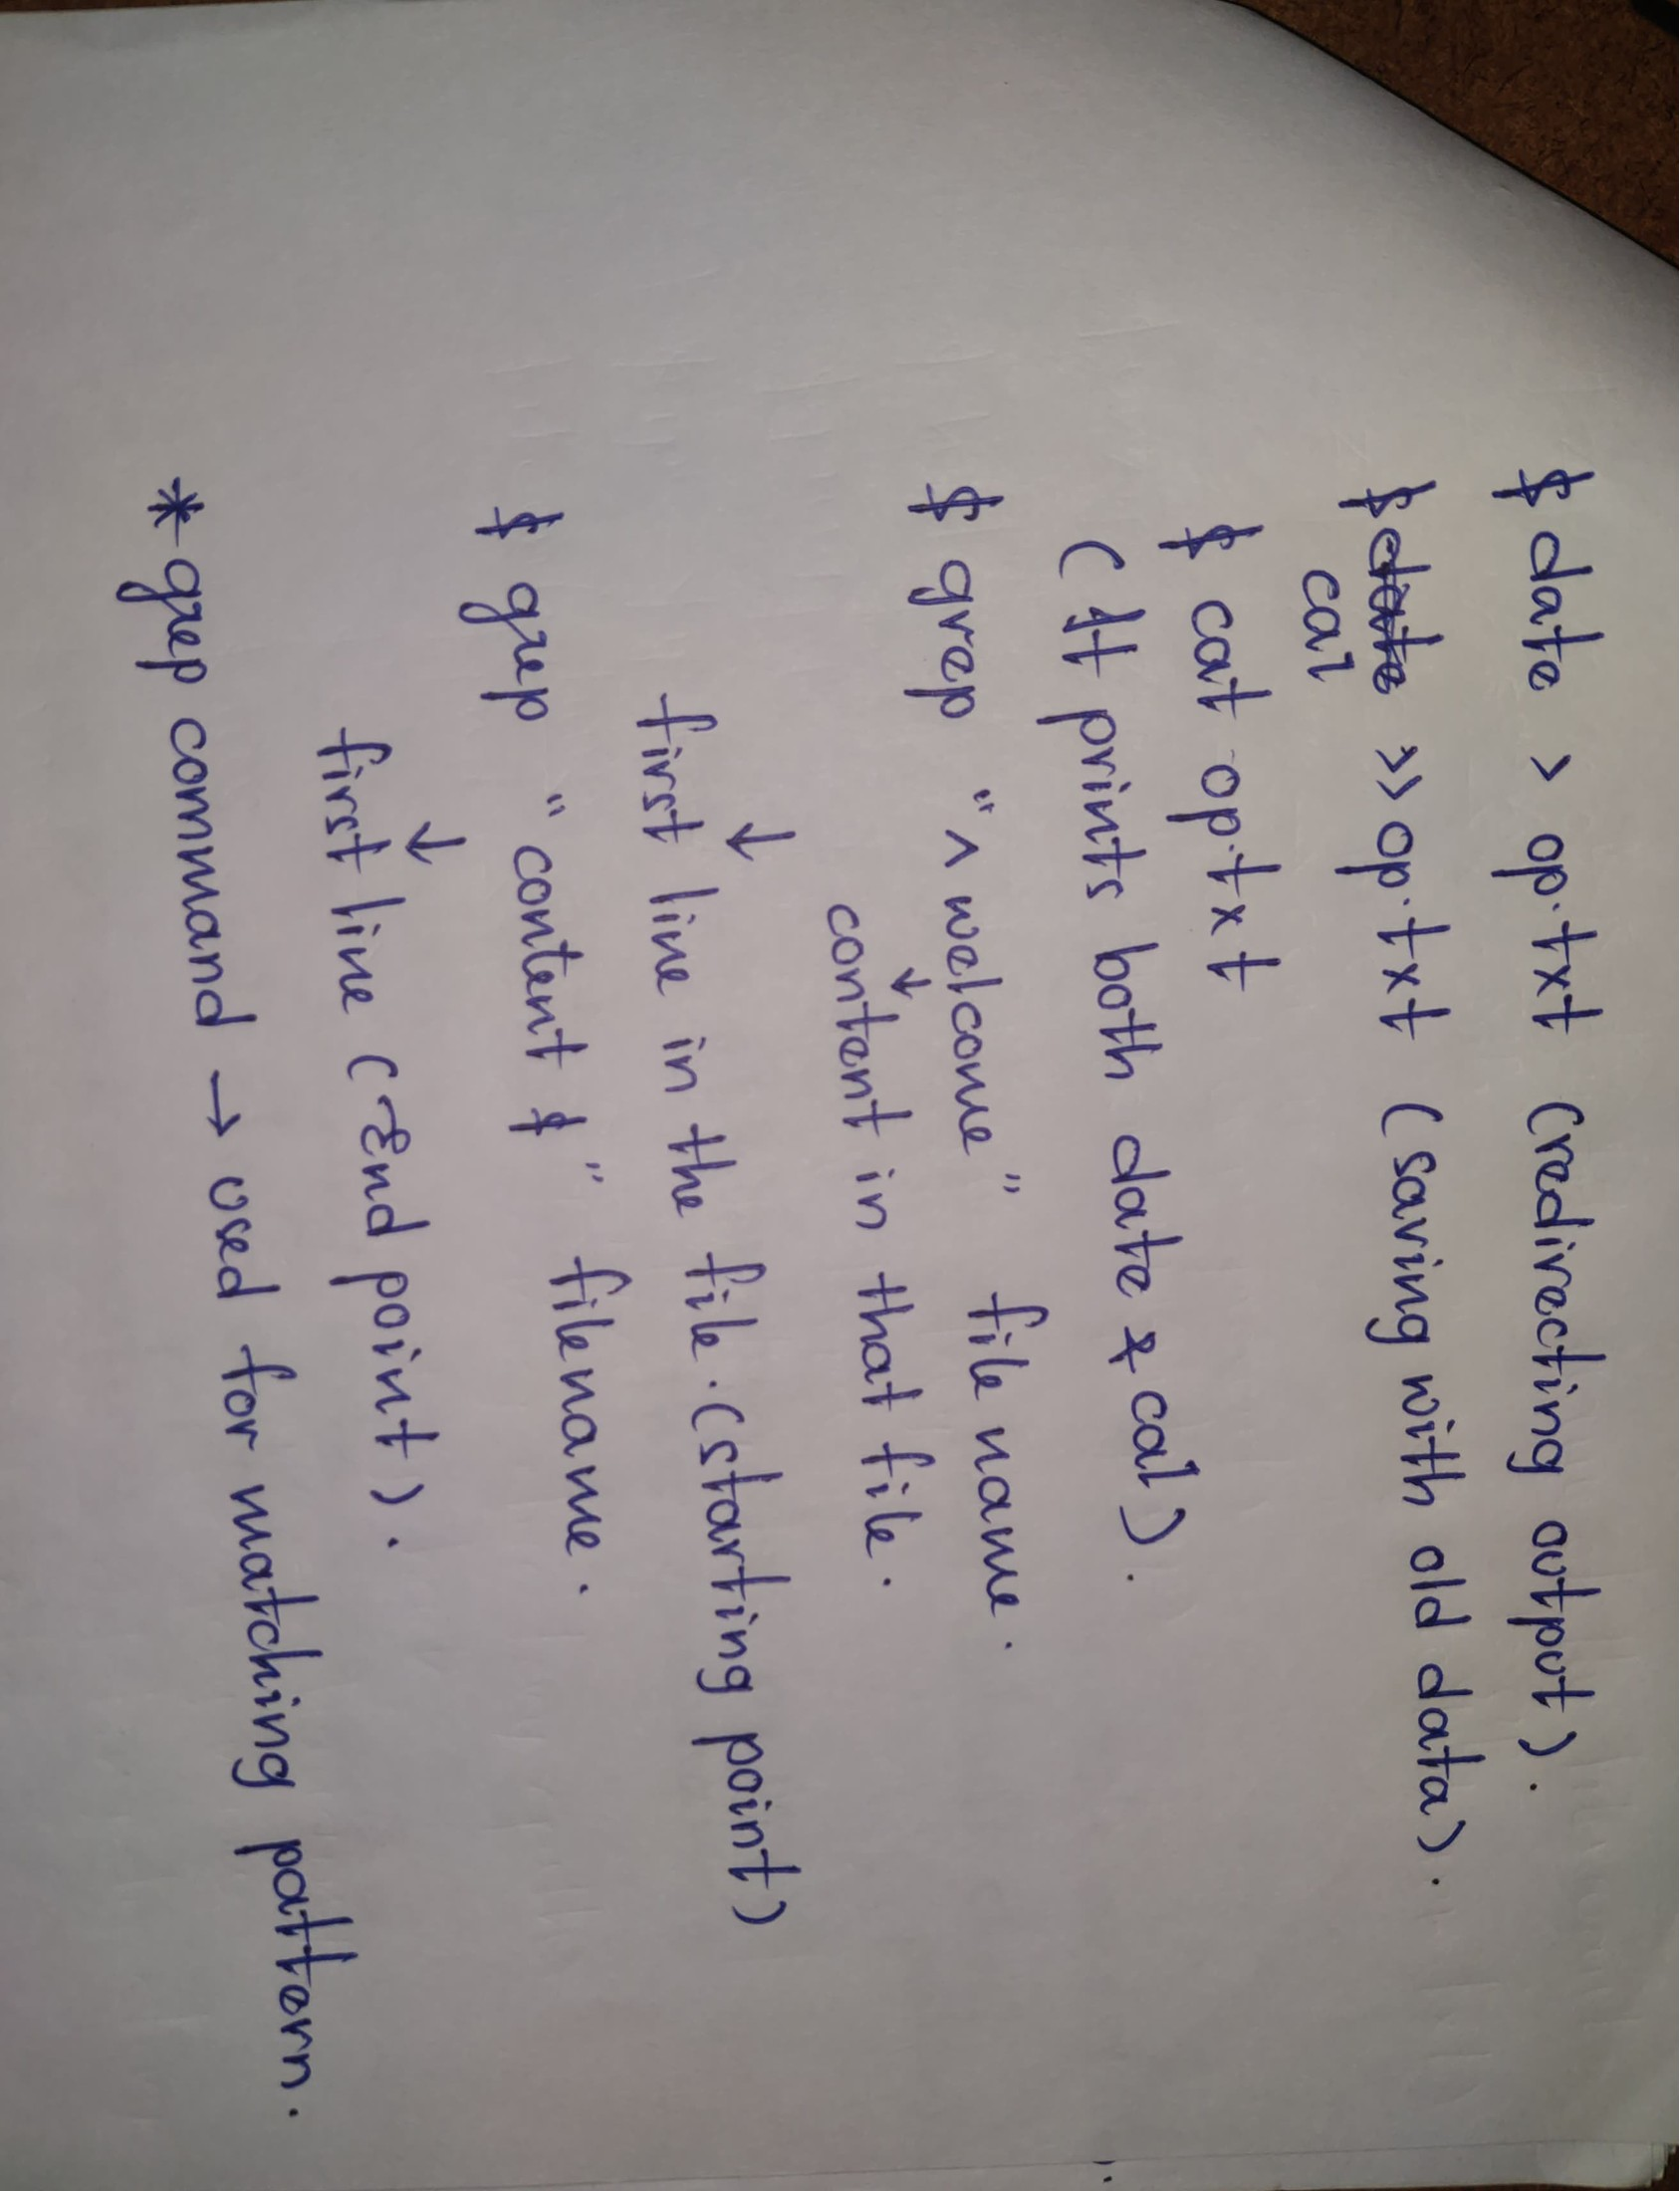 $ date > op.txt (redirecting output).
$ date >> op.txt (saving with old data).
cal
$ cat op.txt
(It prints both date & cal).
$ grep "^ welcome" file name.
↓
content in that file.
↓
first line in the file. (starting point)
$ grep "content $" filename.
↓
first line (End point).
* grep command → used for matching pattern.